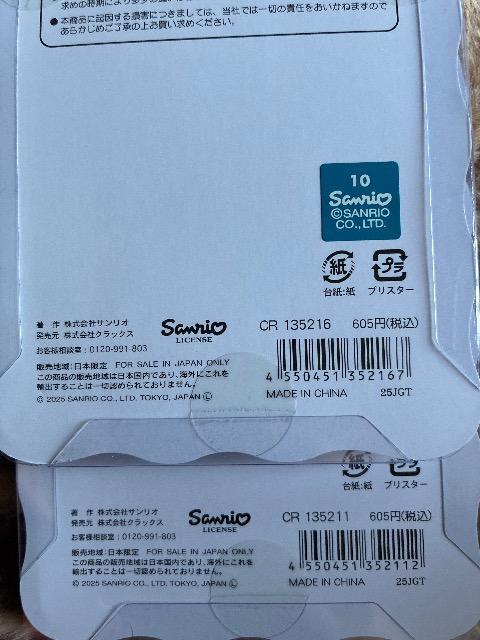 ●本商品に起因する損害につきましては、当社では一切の責任をおいかねますので
あらかじめご了承の上お買い求めください。
10
Sanrio
©SANRIO
CO., LTD.
紙 プラ
台紙:紙 ブリスター
著 作 株式会社サンリオ
発売元 株式会社クラックス
Sanrio
LICENSE
CR 135216 605円(税込)
お客様相談室:0120-991-803
販売地域:日本限定 FOR SALE IN JAPAN ONLY
この商品の販売地域は日本国内であり、海外にこれを
輸出することは一切認められておりません。
© 2025 SANRIO CO., LTD. TOKYO, JAPAN Ⓛ
4 550451 352167
MADE IN CHINA 25JGT
紙 プラ
台紙:紙 ブリスター
著 作 株式会社サンリオ
発売元 株式会社クラックス
Sanrio
LICENSE
CR 135211 605円(税込)
お客様相談室:0120-991-803
販売地域:日本限定 FOR SALE IN JAPAN ONLY
この商品の販売地域は日本国内であり、海外にこれを
輸出することは一切認められておりません。
© 2025 SANRIO CO., LTD. TOKYO, JAPAN Ⓛ
4 550451 352112
MADE IN CHINA 25JGT